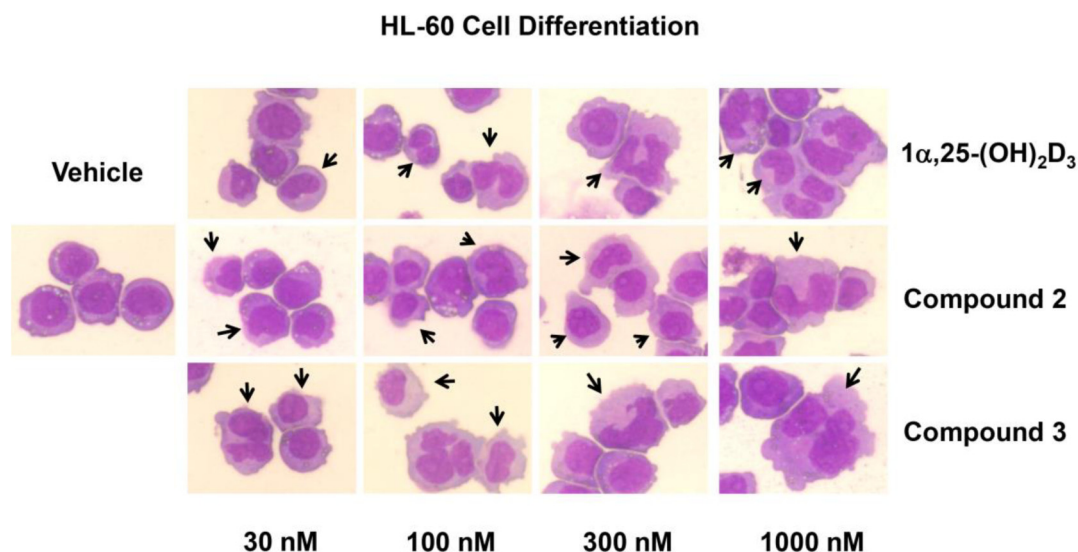 HL-60 Cell Differentiation
Vehicle
1α,25-(OH)₂D₃
Compound 2
Compound 3
30 nM
100 nM
300 nM
1000 nM